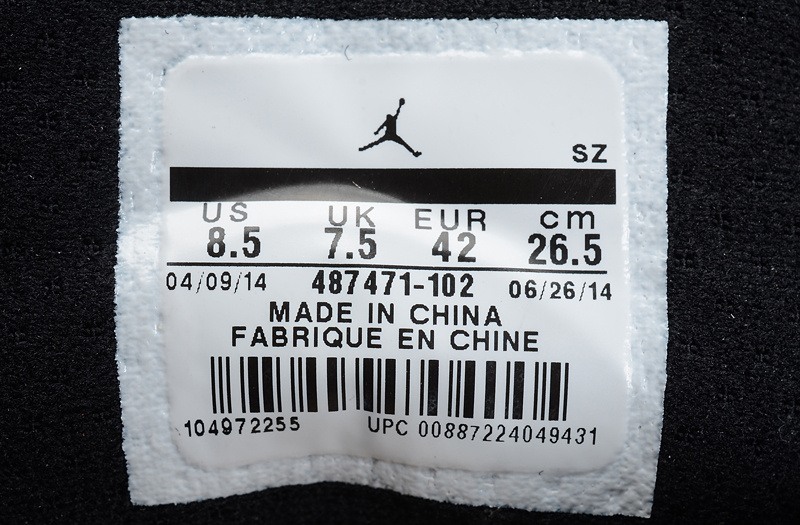 SZ
US UK EUR cm
8.5 7.5 42 26.5
04/09/14 487471-102 06/26/14
MADE IN CHINA
FABRIQUE EN CHINE
104972255 UPC 00887224049431